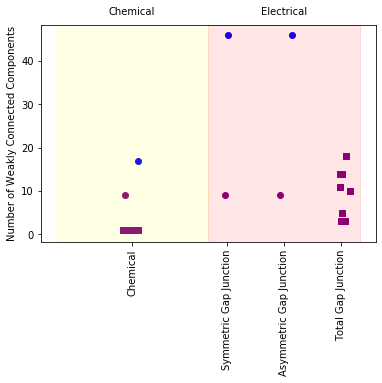 Chemical Electrical
Number of Weakly Connected Components
40
30
20
10
0
Chemical
Symmetric Gap Junction
Asymmetric Gap Junction
Total Gap Junction